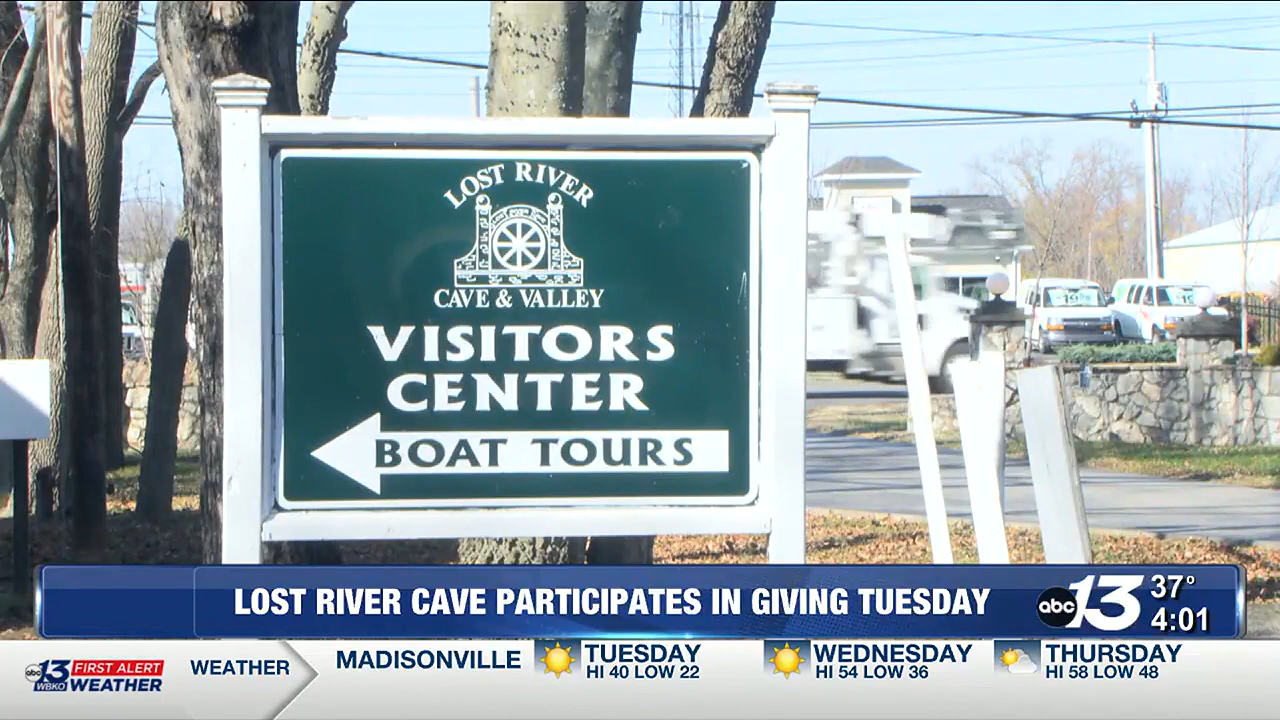 LOST RIVER
CAVE & VALLEY
VISITORS
CENTER
BOAT TOURS
LOST RIVER CAVE PARTICIPATES IN GIVING TUESDAY
abc 13
37°
4:01
abc 13 WBKO FIRST ALERT WEATHER
WEATHER
MADISONVILLE
TUESDAY
HI 40 LOW 22
WEDNESDAY
HI 54 LOW 36
THURSDAY
HI 58 LOW 48